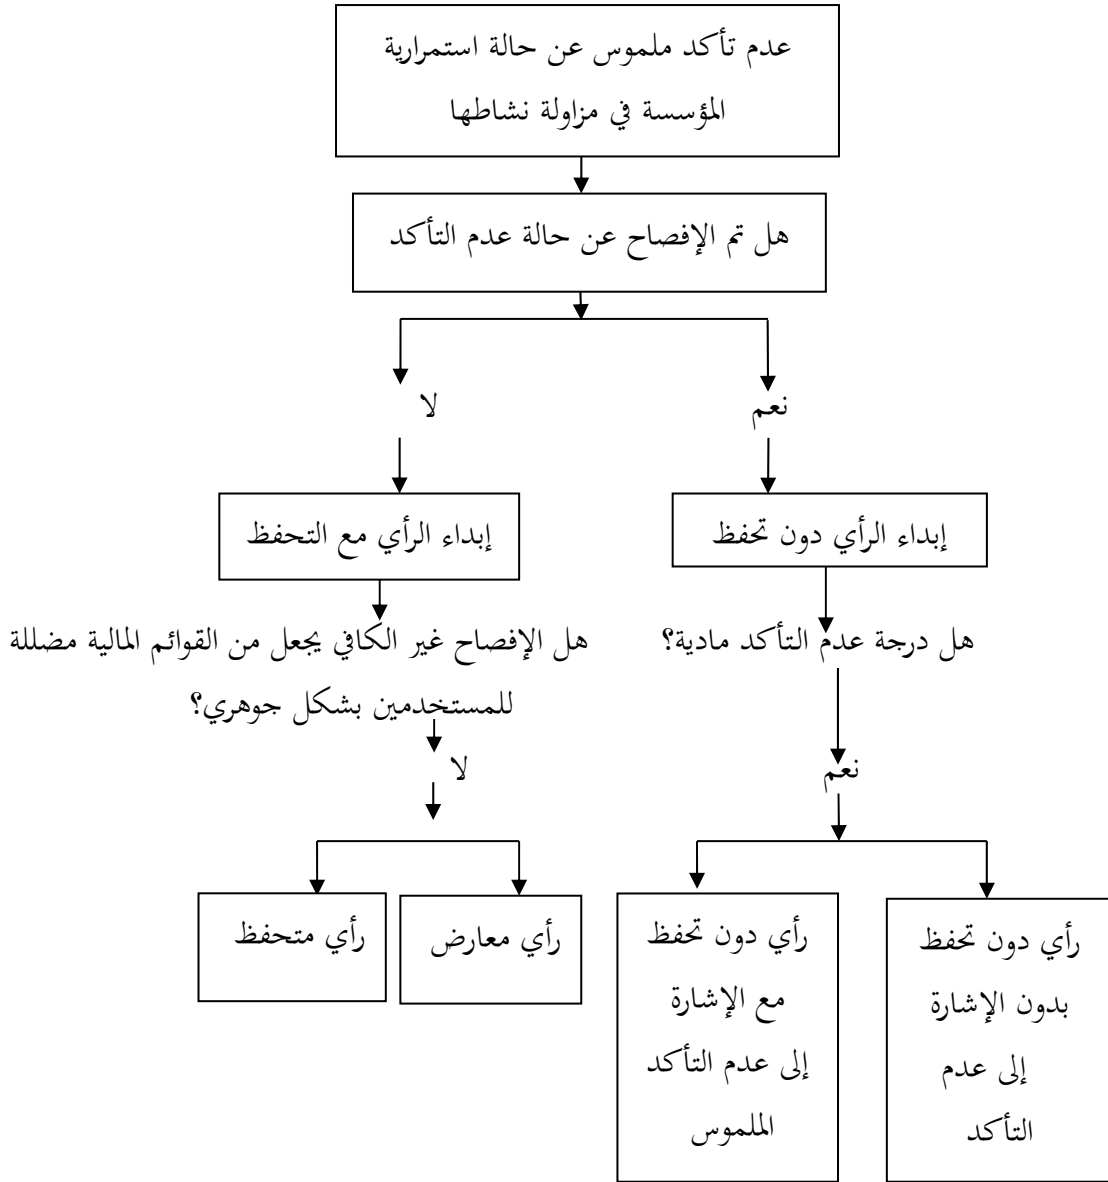 عدم تأكد ملموس عن حالة استمرارية
المؤسسة في مزاولة نشاطها
هل تم الإفصاح عن حالة عدم التأكد
نعم
لا
إبداء الرأي دون تحفظ
إبداء الرأي مع التحفظ
هل درجة عدم التأكد مادية؟
هل الإفصاح غير الكافي يجعل من القوائم المالية مضللة
للمستخدمين بشكل جوهري؟
نعم
لا
رأي دون تحفظ
بدون الإشارة
إلى عدم
التأكد
رأي دون تحفظ
مع الإشارة
إلى عدم التأكد
الملموس
رأي معارض
رأي متحفظ